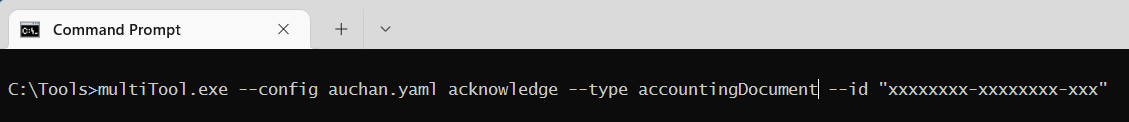 Command Prompt
C:\Tools>multiTool.exe --config auchan.yaml acknowledge --type accountingDocument --id "xxxxxxxx-xxxxxxxx-xxx"